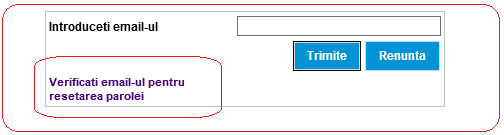 Introduceti email-ul
Trimite Renunta
Verificati email-ul pentru
resetarea parolei